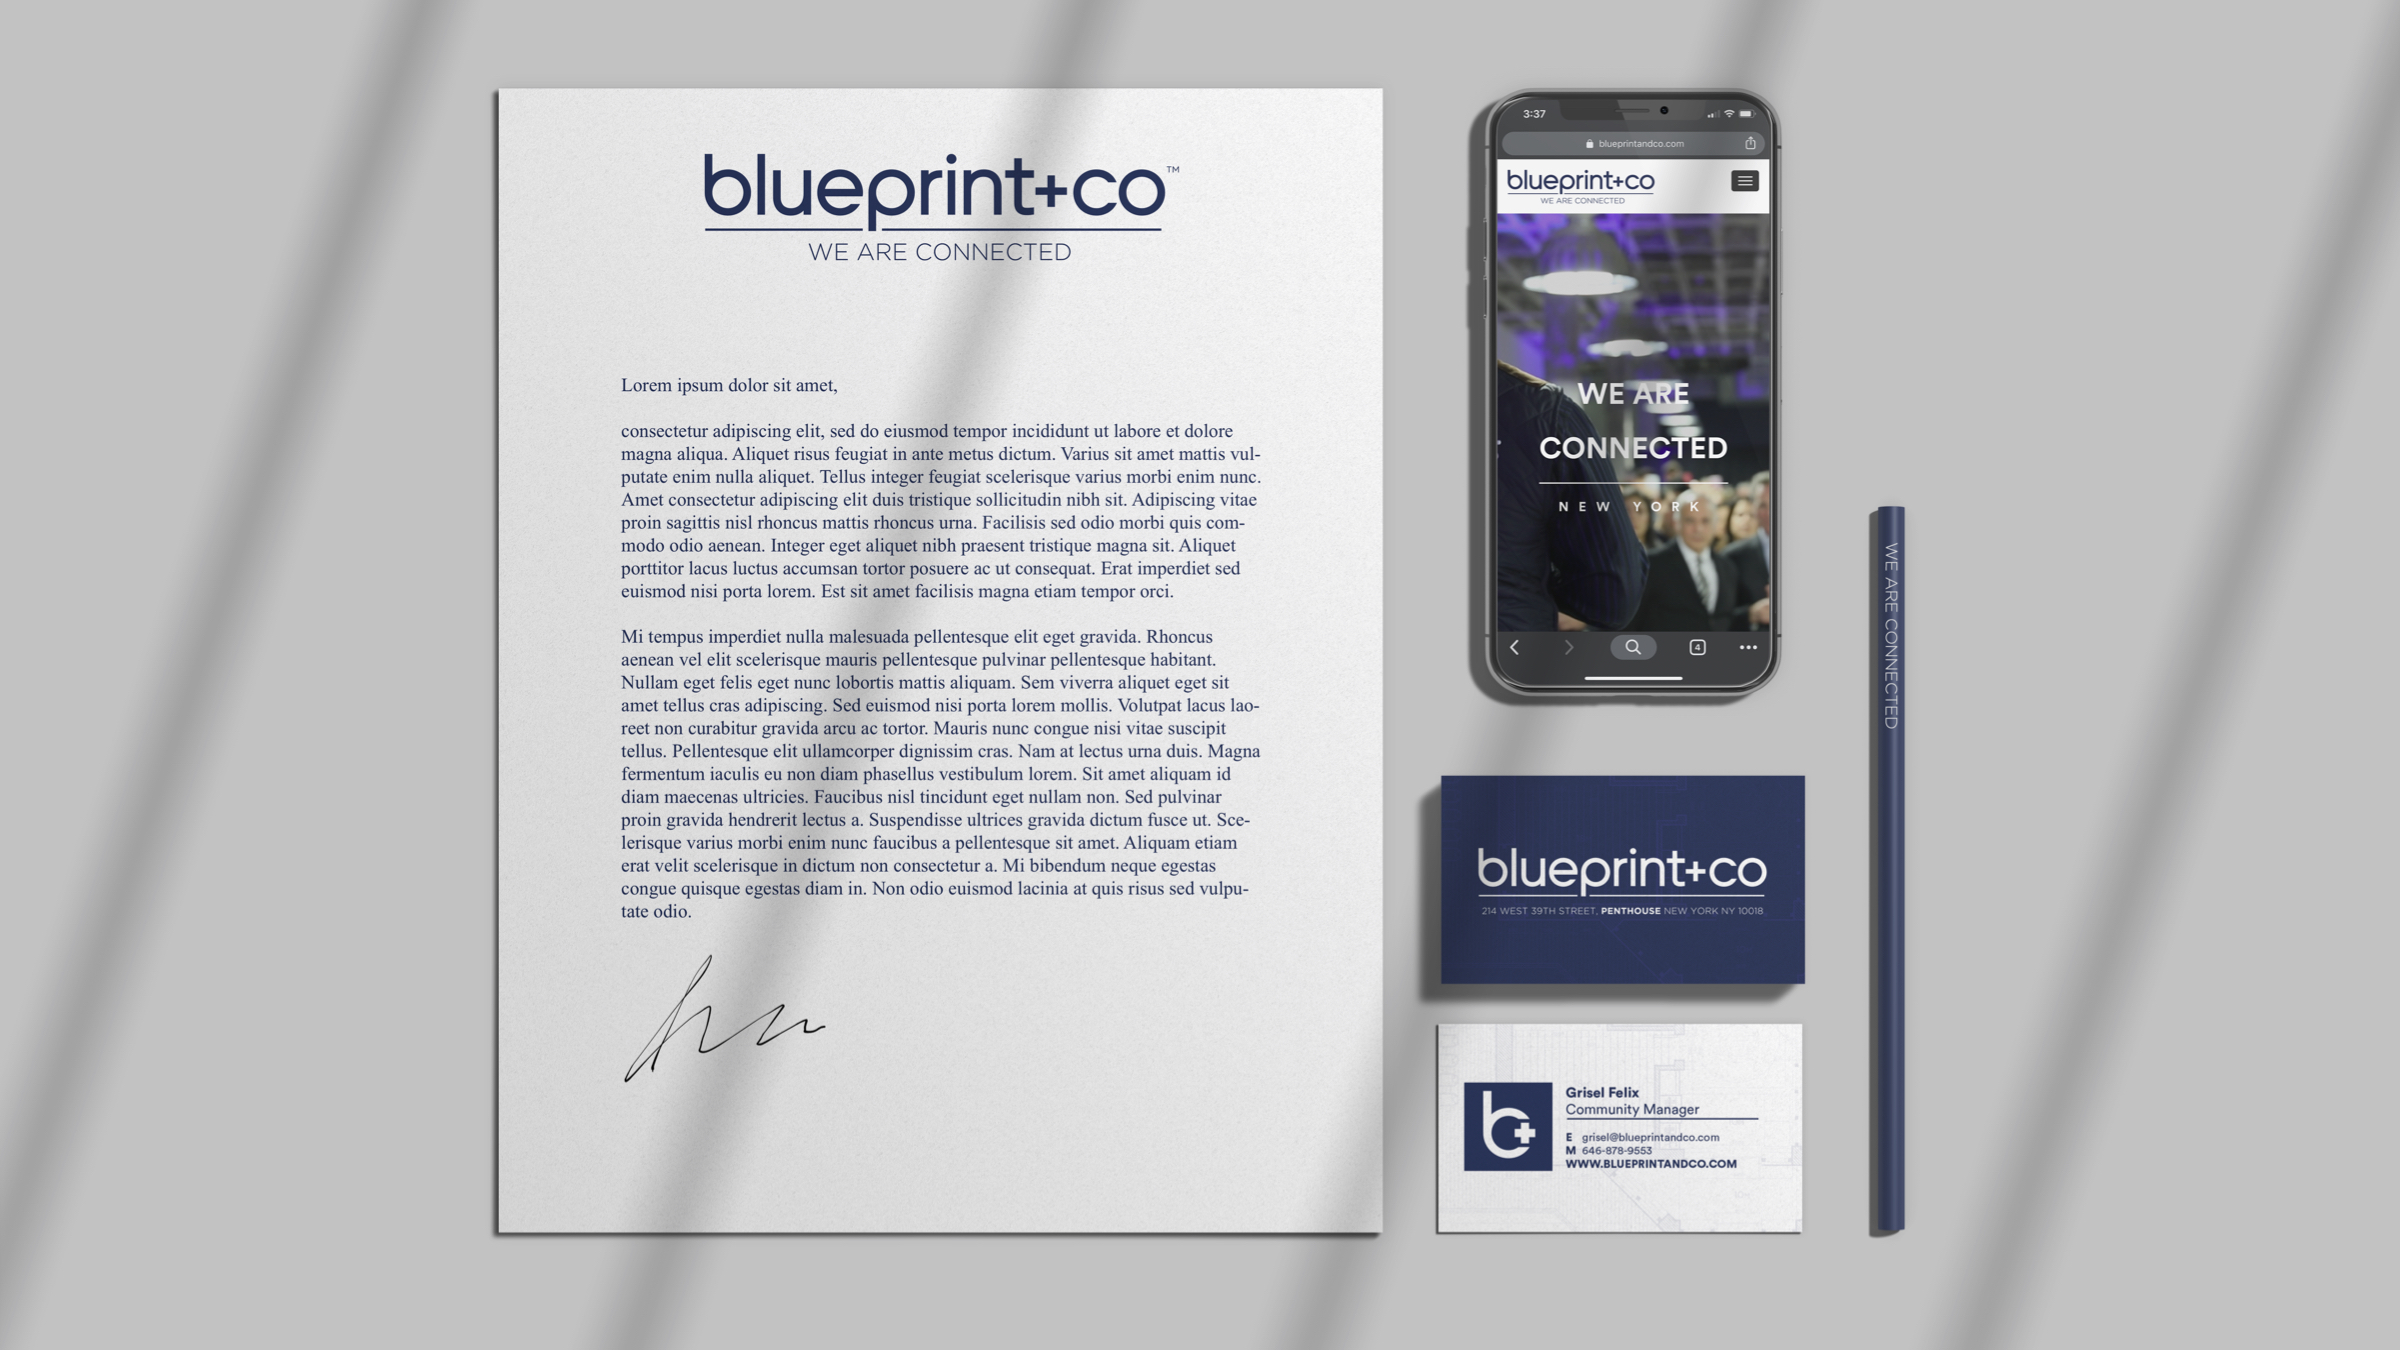 blueprint+co™
WE ARE CONNECTED
Lorem ipsum dolor sit amet,
consectetur adipiscing elit, sed do eiusmod tempor incididunt ut labore et dolore
magna aliqua. Aliquet risus feugiat in ante metus dictum. Varius sit amet mattis vul-
putate enim nulla aliquet. Tellus integer feugiat scelerisque varius morbi enim nunc.
Amet consectetur adipiscing elit duis tristique sollicitudin nibh sit. Adipiscing vitae
proin sagittis nisl rhoncus mattis rhoncus urna. Facilisis sed odio morbi quis com-
modo odio aenean. Integer eget aliquet nibh praesent tristique magna sit. Aliquet
porttitor lacus luctus accumsan tortor posuere ac ut consequat. Erat imperdiet sed
euismod nisi porta lorem. Est sit amet facilisis magna etiam tempor orci.
Mi tempus imperdiet nulla malesuada pellentesque elit eget gravida. Rhoncus
aenean vel elit scelerisque mauris pellentesque pulvinar pellentesque habitant.
Nullam eget felis eget nunc lobortis mattis aliquam. Sem viverra aliquet eget sit
amet tellus cras adipiscing. Sed euismod nisi porta lorem mollis. Volutpat lacus lao-
reet non curabitur gravida arcu ac tortor. Mauris nunc congue nisi vitae suscipit
tellus. Pellentesque elit ullamcorper dignissim cras. Nam at lectus urna duis. Magna
fermentum iaculis eu non diam phasellus vestibulum lorem. Sit amet aliquam id
diam maecenas ultricies. Faucibus nisl tincidunt eget nullam non. Sed pulvinar
proin gravida hendrerit lectus a. Suspendisse ultrices gravida dictum fusce ut. Sce-
lerisque varius morbi enim nunc faucibus a pellentesque sit amet. Aliquam etiam
erat velit scelerisque in dictum non consectetur a. Mi bibendum neque egestas
congue quisque egestas diam in. Non odio euismod lacinia at quis risus sed vulpu-
tate odio.
3:37
blueprintandco.com
blueprint+co
WE ARE CONNECTED
WE ARE
CONNECTED
NEW YORK
4
blueprint+co
214 WEST 39TH STREET, PENTHOUSE NEW YORK NY 10018
bc+
Grisel Felix
Community Manager
E grisel@blueprintandco.com
M 646-878-9553
WWW.BLUEPRINTANDCO.COM
WE ARE CONNECTED